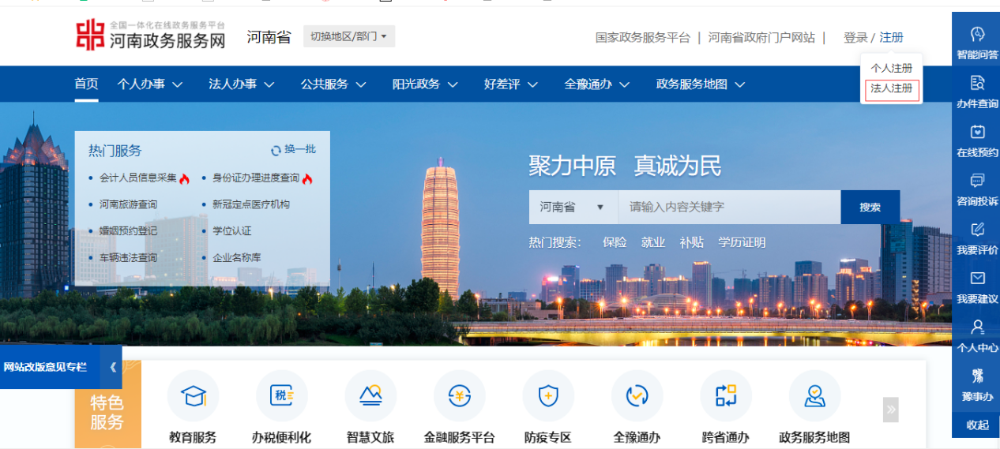 全国一体化在线政务服务平台
河南政务服务网
河南省
切换地区/部门
国家政务服务平台 | 河南省政府门户网站 |
登录 / 注册
个人注册
法人注册
首页 个人办事 法人办事 公共服务 阳光政务 好差评 全豫通办 政务服务地图
热门服务
换一批
会计人员信息采集
身份证办理进度查询
河南旅游查询
新冠定点医疗机构
婚姻预约登记
学位认证
车辆违法查询
企业名称库
聚力中原 真诚为民
河南省
请输入内容关键字
搜索
热门搜索: 保险 就业 补贴 学历证明
智能问答
办件查询
在线预约
咨询投诉
我要评价
我要建议
个人中心
豫事办
收起
网站改版意见专栏 《
特色
服务
税
教育服务
办税便利化
智慧文旅
金融服务平台
防疫专区
全豫通办
跨省通办
政务服务地图